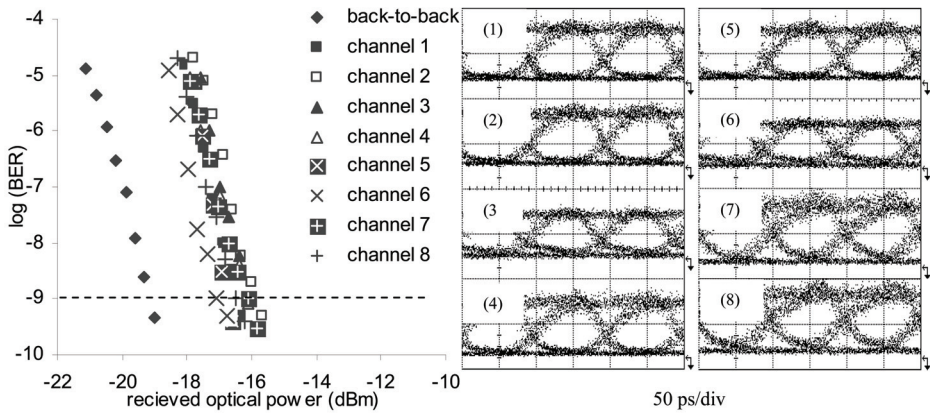 -4
-5
-6
-7
-8
-9
-10
log (BER)
-22 -20 -18 -16 -14 -12 -10
recieved optical power (dBm)
back-to-back
channel 1
channel 2
channel 3
channel 4
channel 5
channel 6
channel 7
channel 8
(1)
(2)
(3
(4)
(5)
(6)
(7)
(8)
50 ps/div